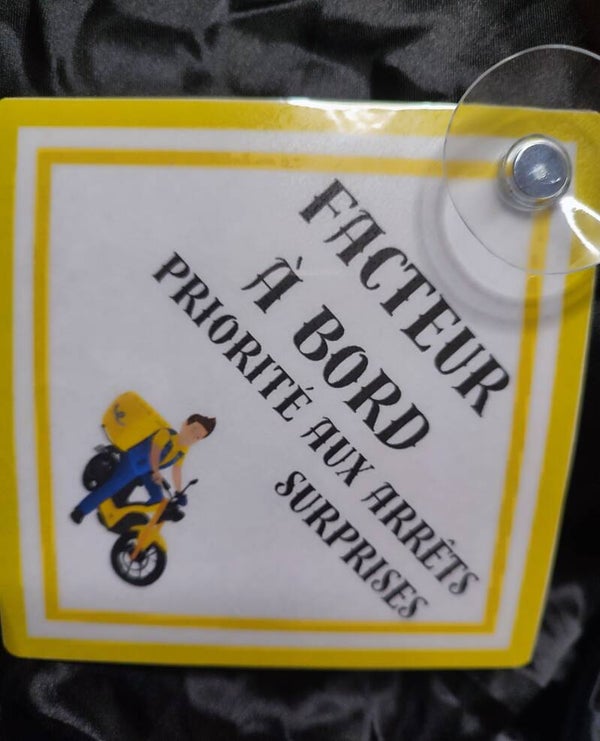 FACTEUR
À BORD
PRIORITÉ AUX ARRÊTS
SURPRISES